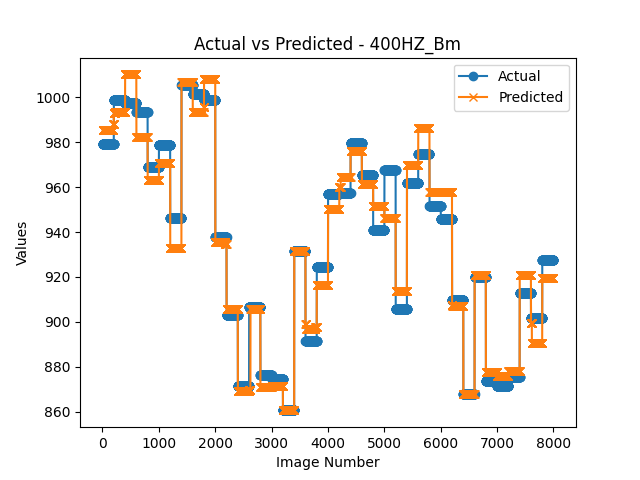 Actual vs Predicted - 400HZ_Bm
Actual
Predicted
1000
980
960
940
920
900
880
860
Values
0 1000 2000 3000 4000 5000 6000 7000 8000
Image Number